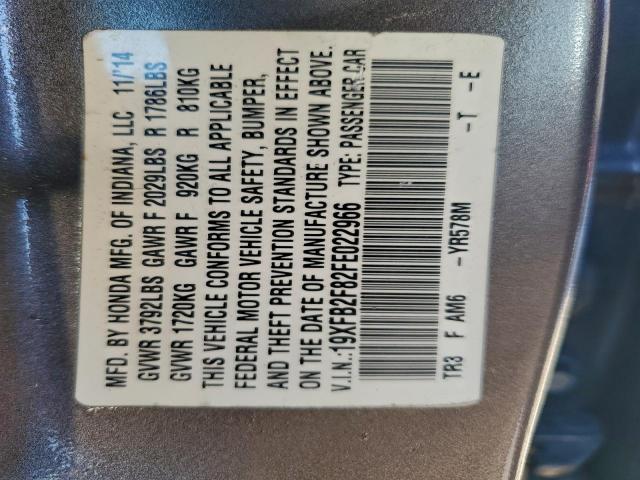 MFD. BY HONDA MFG. OF INDIANA, LLC 11/14
GVWR 3792LBS GAWR F 2029LBS R 1786LBS
GVWR 1720KG GAWR F 920KG R 810KG
THIS VEHICLE CONFORMS TO ALL APPLICABLE
FEDERAL MOTOR VEHICLE SAFETY, BUMPER,
AND THEFT PREVENTION STANDARDS IN EFFECT
ON THE DATE OF MANUFACTURE SHOWN ABOVE.
V.I.N.:19XFB2F82FE022966 TYPE: PASSENGER CAR
TR3 F AM6 -YR578M -T -E